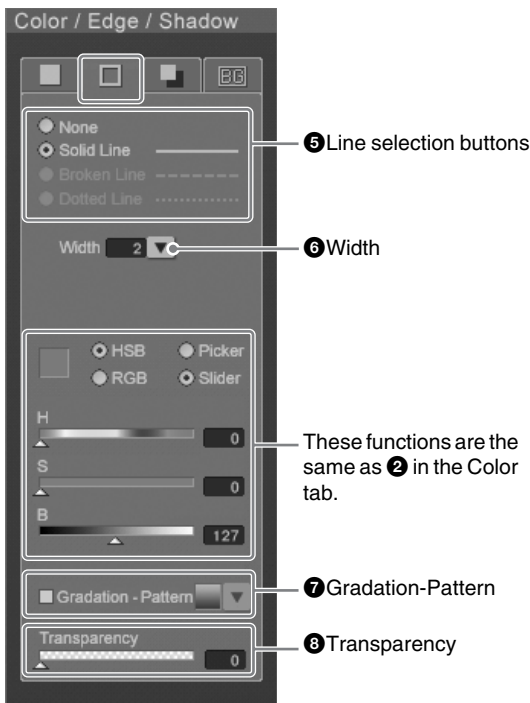 Color / Edge / Shadow
BG
None
Solid Line
Broken Line
Dotted Line
❺Line selection buttons
Width 2
❻Width
HSB Picker
RGB Slider
H
0
S
0
B
127
These functions are the
same as ❷ in the Color
tab.
Gradation - Pattern
❼Gradation-Pattern
Transparency
0
❽Transparency